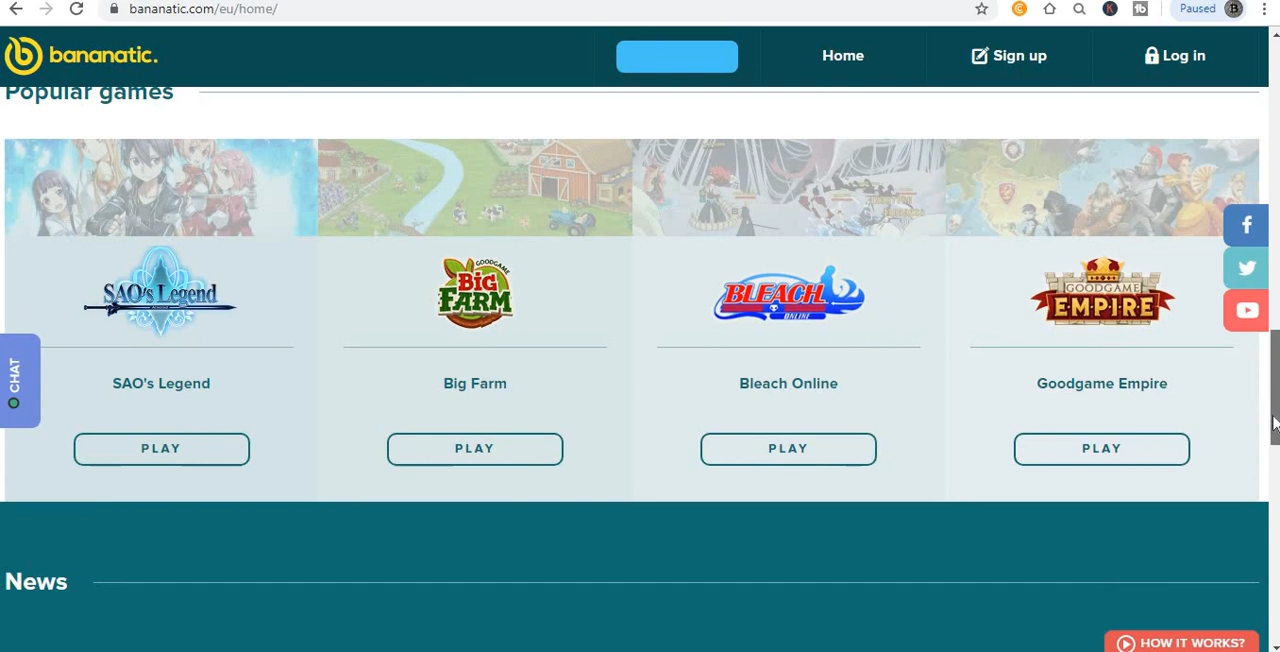 bananatic.com/eu/home/
Paused
bananatic.
Home
Sign up
Log in
Popular games
SAO's Legend
GOODGAME
BIG
FARM
BLEACH
ONLINE
GOODGAME
EMPIRE
CHAT
SAO's Legend
Big Farm
Bleach Online
Goodgame Empire
PLAY
PLAY
PLAY
PLAY
News
HOW IT WORKS?